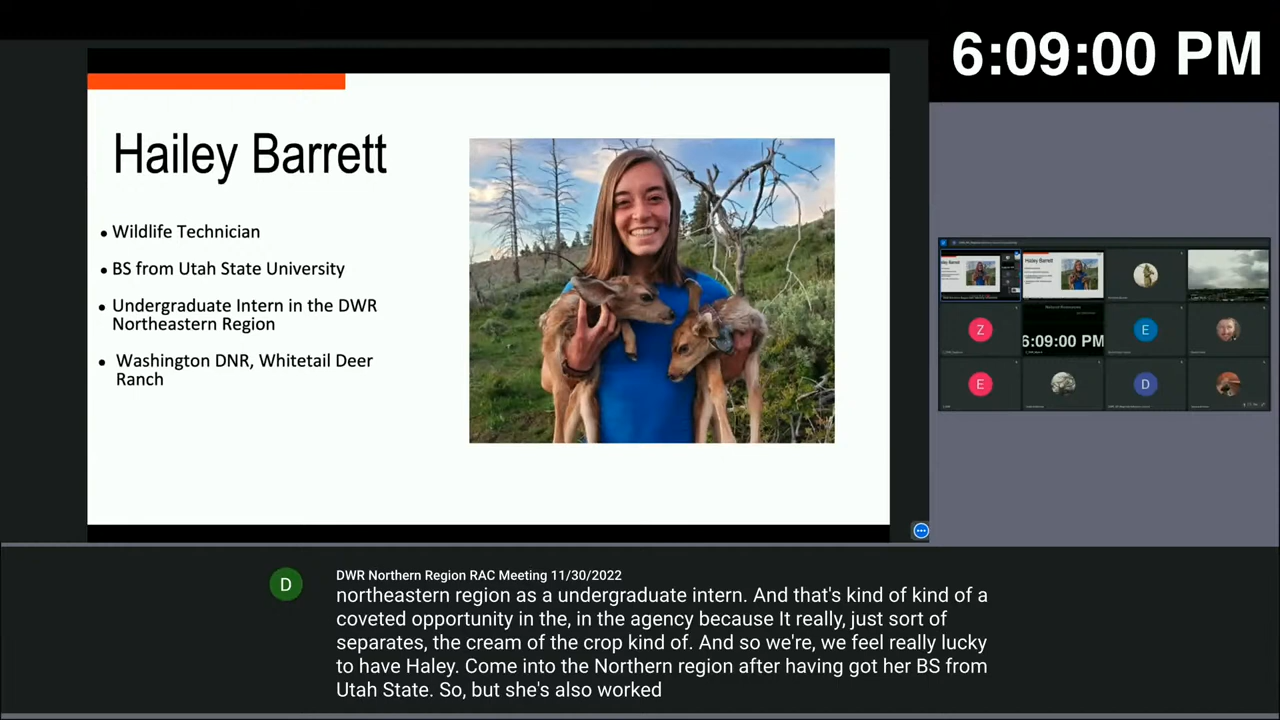 6:09:00 PM
Hailey Barrett
• Wildlife Technician
• BS from Utah State University
• Undergraduate Intern in the DWR
Northeastern Region
• Washington DNR, Whitetail Deer
Ranch
Z
6:09:00 PM
E
E
D
D
DWR Northern Region RAC Meeting 11/30/2022
northeastern region as a undergraduate intern. And that's kind of kind of a
coveted opportunity in the, in the agency because It really, just sort of
separates, the cream of the crop kind of. And so we're, we feel really lucky
to have Haley. Come into the Northern region after having got her BS from
Utah State. So, but she's also worked